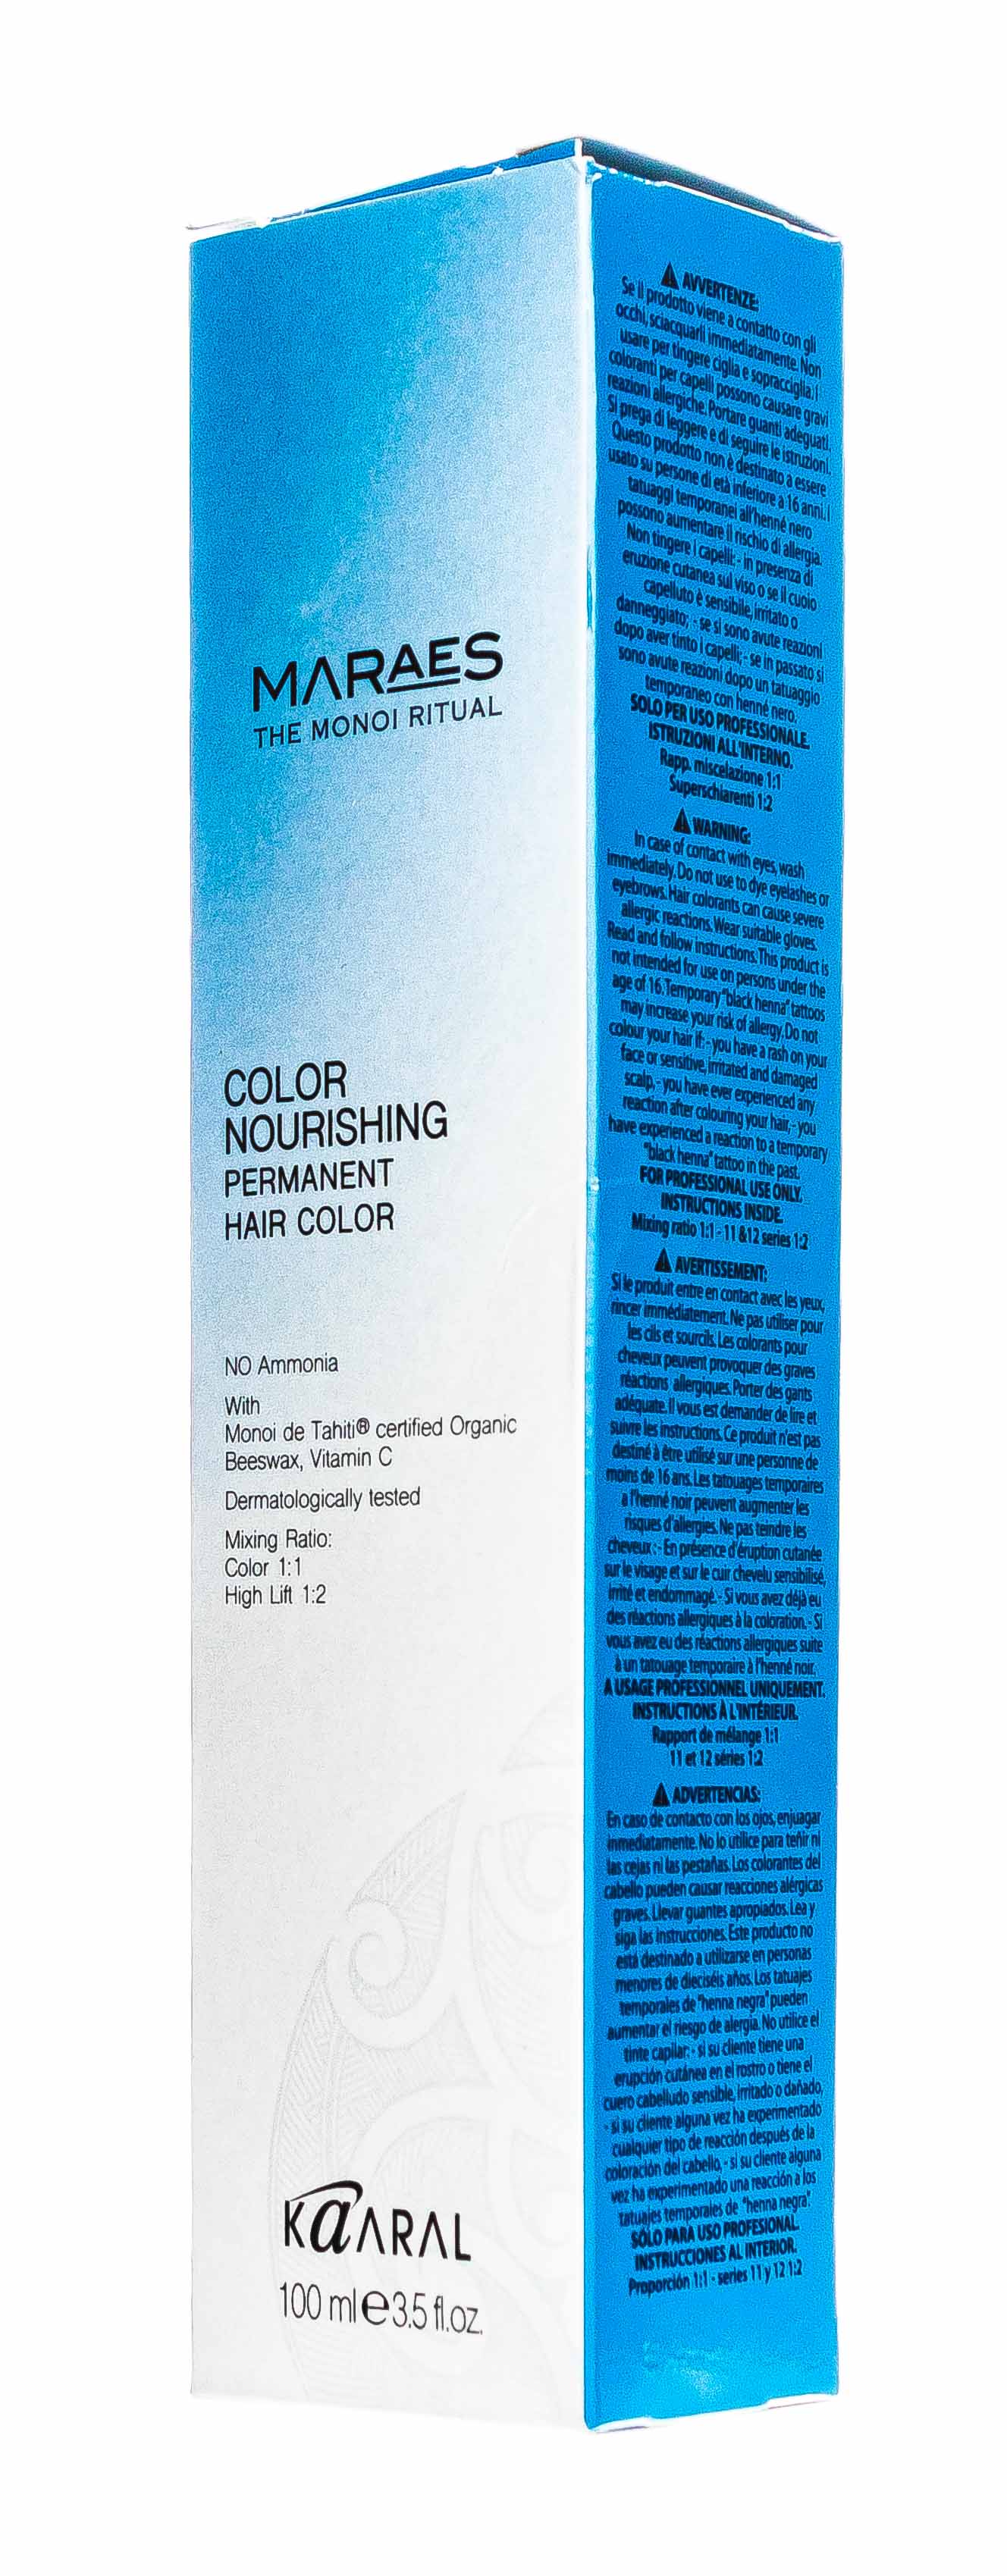 MARAES
THE MONOI RITUAL
COLOR
NOURISHING
PERMANENT
HAIR COLOR
NO Ammonia
With
Monoi de Tahiti® certified Organic
Beeswax, Vitamin C
Dermatologically tested
Mixing Ratio:
Color 1:1
High Lift 1:2
KAARAL
100 ml e 3.5 fl.oz.
AVVERTENZE:
Se il prodotto viene a contatto con gli
occhi, sciacquarli immediatamente. Non
usare per tingere ciglia e sopracciglia. I
coloranti per capelli possono causare gravi
reazioni allergiche. Portare guanti adeguati.
Si prega di leggere e di seguire le istruzioni.
Questo prodotto non è destinato a essere
usato su persone di età inferiore a 16 anni. I
tatuaggi temporanei all'henné nero
possono aumentare il rischio di allergia.
Non tingere i capelli: - in presenza di
eruzione cutanea sul viso o se il cuoio
capelluto è sensibile, irritato o
danneggiato; - se si sono avute reazioni
dopo aver tinto i capelli; - se in passato si
sono avute reazioni dopo un tatuaggio
temporaneo con henné nero.
SOLO PER USO PROFESSIONALE.
ISTRUZIONI ALL'INTERNO.
Rapp. miscelazione 1:1
Superschiarenti 1:2
WARNING:
In case of contact with eyes, wash
immediately. Do not use to dye eyelashes or
eyebrows. Hair colorants can cause severe
allergic reactions. Wear suitable gloves.
Read and follow instructions. This product is
not intended for use on persons under the
age of 16. Temporary "black henna" tattoos
may increase your risk of allergy. Do not
colour your hair if: - you have a rash on your
face or sensitive, irritated and damaged
scalp, - you have ever experienced any
reaction after colouring your hair, - you
have experienced a reaction to a temporary
"black henna" tattoo in the past.
FOR PROFESSIONAL USE ONLY.
INSTRUCTIONS INSIDE.
Mixing ratio 1:1 - 11 &12 series 1:2
AVERTISSEMENT:
Si le produit entre en contact avec les yeux,
rincer immédiatement. Ne pas utiliser pour
les cils et sourcils. Les colorants pour
cheveux peuvent provoquer des graves
réactions allergiques. Porter des gants
adéquate. Il vous est demander de lire et
suivre les instructions. Ce produit n'est pas
destiné à être utilisé sur une personne de
moins de 16 ans. Les tatouages temporaires
a l'henné noir peuvent augmenter les
risques d'allergies. Ne pas teindre les
cheveux : - En présence d'éruption cutanée
sur le visage et sur le cuir chevelu sensibilisé,
irrité et endommagé. - Si vous avez déjà eu
des réactions allergiques à la coloration. - Si
vous avez eu des réactions allergiques suite
à un tatouage temporaire à l'henné noir.
A USAGE PROFESSIONNEL UNIQUEMENT.
INSTRUCTIONS À L'INTÉRIEUR.
Rapport de mélange 1:1
11 et 12 séries 1:2
ADVERTENCIAS:
En caso de contacto con los ojos, enjuagar
inmediatamente. No lo utilice para teñir ni
las cejas ni las pestañas. Los colorantes del
cabello pueden causar reacciones alérgicas
graves. Llevar guantes apropiados. Lea y
siga las instrucciones. Este producto no
está destinado a utilizarse en personas
menores de dieciséis años. Los tatuajes
temporales de "henna negra" pueden
aumentar el riesgo de alergia. No utilice el
tinte capilar: - si su cliente tiene una
erupción cutánea en el rostro o tiene el
cuero cabelludo sensible, irritado o dañado,
- si su cliente alguna vez ha experimentado
cualquier tipo de reacción después de la
coloración del cabello, - si su cliente alguna
vez ha experimentado una reacción a los
tatuajes temporales de "henna negra".
SÓLO PARA USO PROFESIONAL.
INSTRUCCIONES AL INTERIOR.
Proporción 1:1 - series 11 y 12 1:2